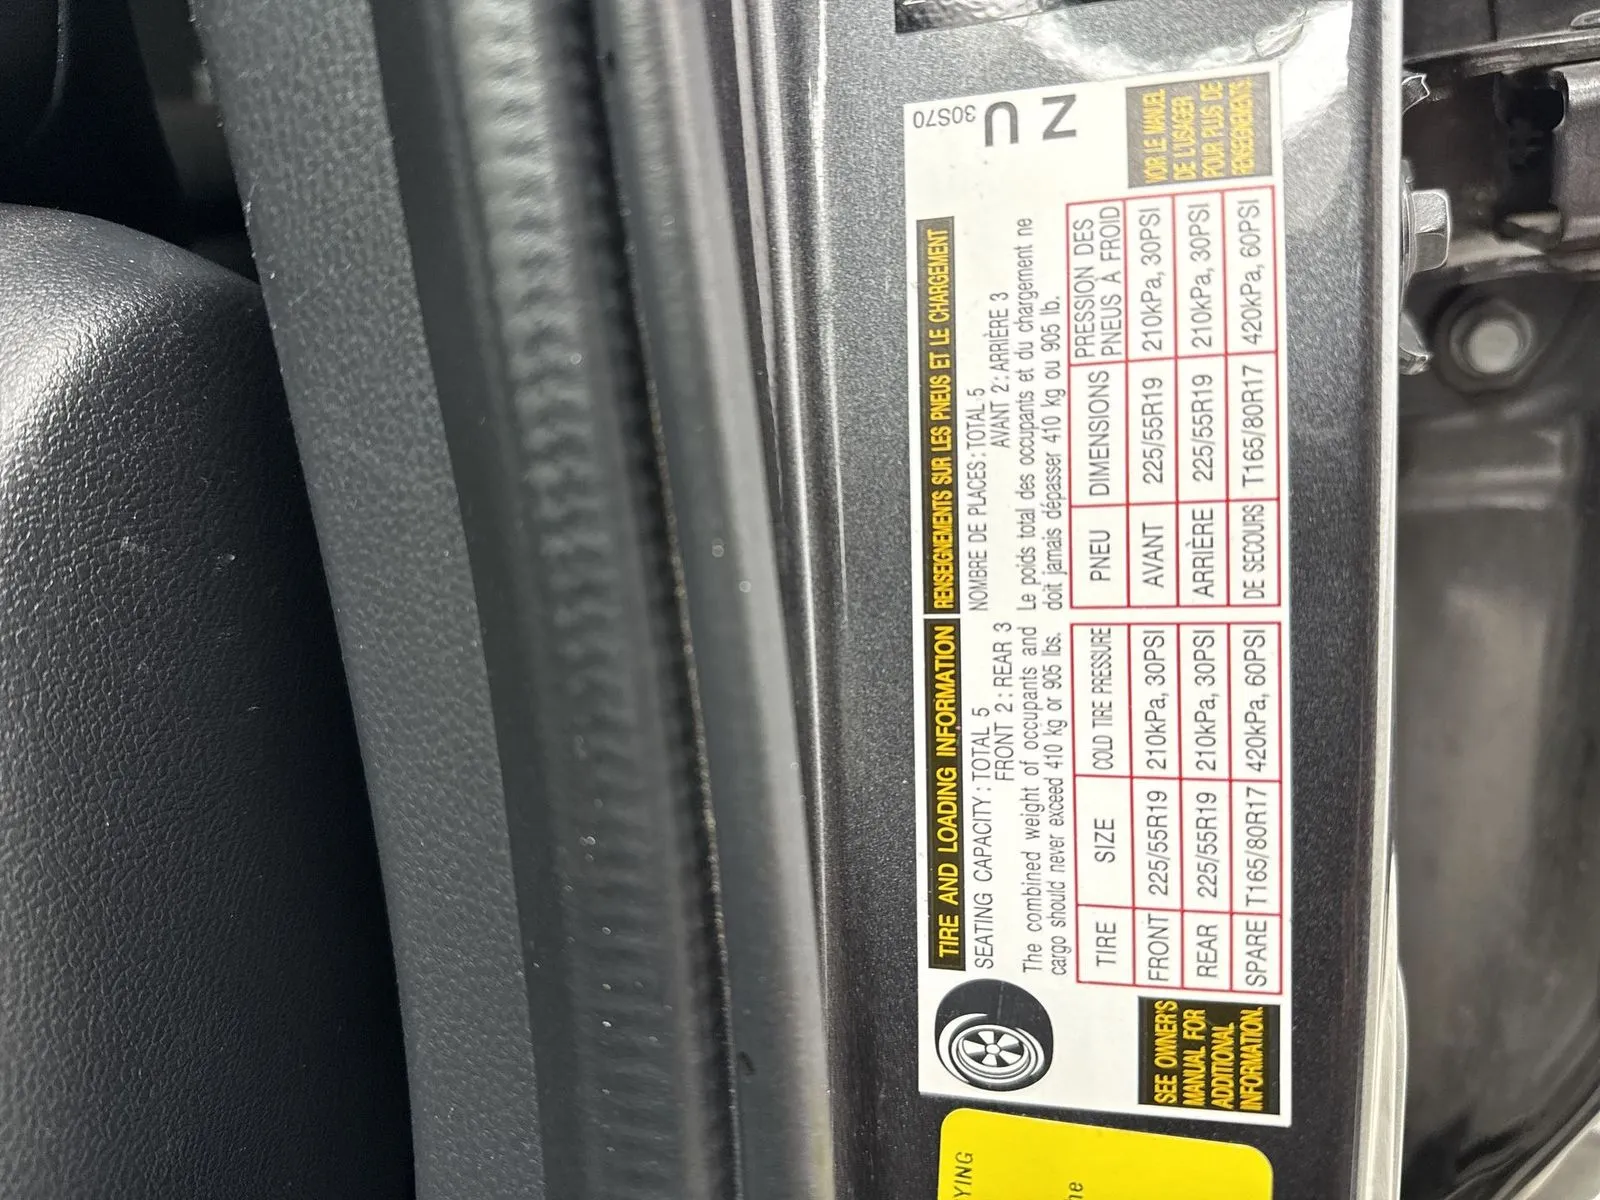 TIRE AND LOADING INFORMATION
SEATING CAPACITY: TOTAL 5
FRONT 2: REAR 3
The combined weight of occupants and
cargo should never exceed 410 kg or 905 lbs.
TIRE SIZE COLD TIRE PRESSURE
FRONT 225/55R19 210kPa, 30PSI
REAR 225/55R19 210kPa, 30PSI
SPARE T165/80R17 420kPa, 60PSI
SEE OWNER'S
MANUAL FOR
ADDITIONAL
INFORMATION.
RENSEIGNEMENTS SUR LES PNEUS ET LE CHARGEMENT
NOMBRE DE PLACES: TOTAL 5
AVANT 2: ARRIÈRE 3
Le poids total des occupants et du chargement ne
doit jamais dépasser 410 kg ou 905 lb.
PNEU DIMENSIONS PRESSION DES
PNEUS À FROID
AVANT 225/55R19 210kPa, 30PSI
ARRIÈRE 225/55R19 210kPa, 30PSI
DE SECOURS T165/80R17 420kPa, 60PSI
VOIR LE MANUEL
DE L'USAGER
POUR PLUS DE
RENSEIGNEMENTS.
30S70
Z U
YING
he